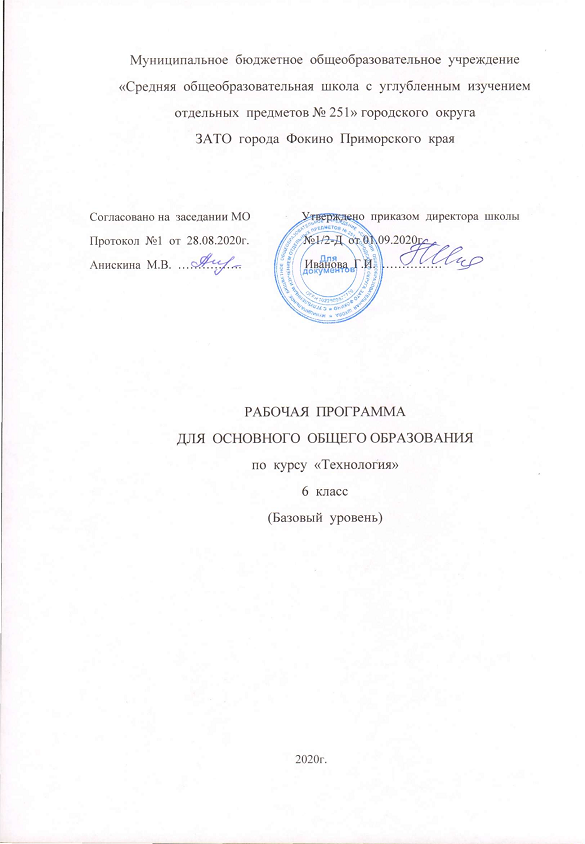 Муниципальное бюджетное общеобразовательное учреждение
«Средняя общеобразовательная школа с углубленным изучением
отдельных предметов № 251» городского округа
ЗАТО города Фокино Приморского края
Согласовано на заседании МО
Протокол №1 от 28.08.2020г.
Анискина М.В. ………………
Утверждено приказом директора школы
№1/2-Д от 01.09.2020г.
Иванова Г.И. ………………
Для
документов
РАБОЧАЯ ПРОГРАММА
ДЛЯ ОСНОВНОГО ОБЩЕГО ОБРАЗОВАНИЯ
по курсу «Технология»
6 класс
(Базовый уровень)
2020г.